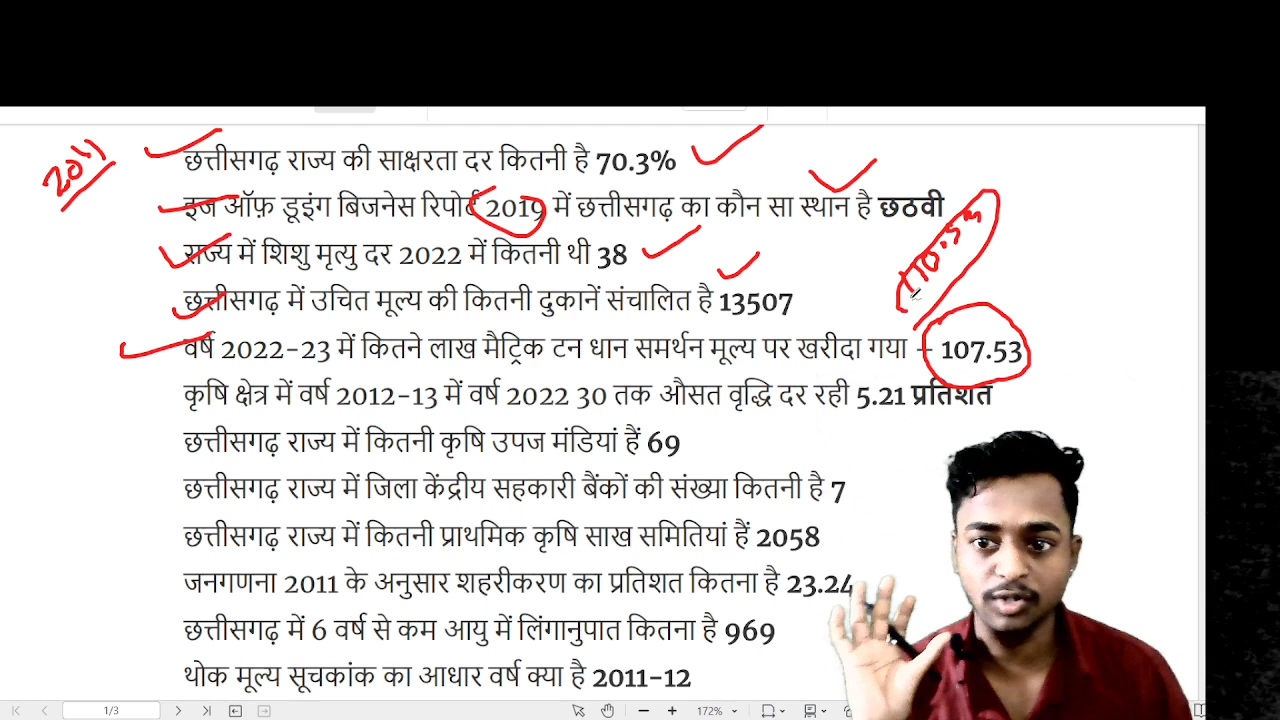 2011
छत्तीसगढ़ राज्य की साक्षरता दर कितनी है 70.3%
इज ऑफ़ डूइंग बिजनेस रिपोर्ट 2019 में छत्तीसगढ़ का कौन सा स्थान है छठवी
राज्य में शिशु मृत्यु दर 2022 में कितनी थी 38
छत्तीसगढ़ में उचित मूल्य की कितनी दुकानें संचालित है 13507
वर्ष 2022-23 में कितने लाख मैट्रिक टन धान समर्थन मूल्य पर खरीदा गया - 107.53
कृषि क्षेत्र में वर्ष 2012-13 में वर्ष 2022 30 तक औसत वृद्धि दर रही 5.21 प्रतिशत
छत्तीसगढ़ राज्य में कितनी कृषि उपज मंडियां हैं 69
छत्तीसगढ़ राज्य में जिला केंद्रीय सहकारी बैंकों की संख्या कितनी है 7
छत्तीसगढ़ राज्य में कितनी प्राथमिक कृषि साख समितियां हैं 2058
जनगणना 2011 के अनुसार शहरीकरण का प्रतिशत कितना है 23.24
छत्तीसगढ़ में 6 वर्ष से कम आयु में लिंगानुपात कितना है 969
थोक मूल्य सूचकांक का आधार वर्ष क्या है 2011-12
1/3
172%